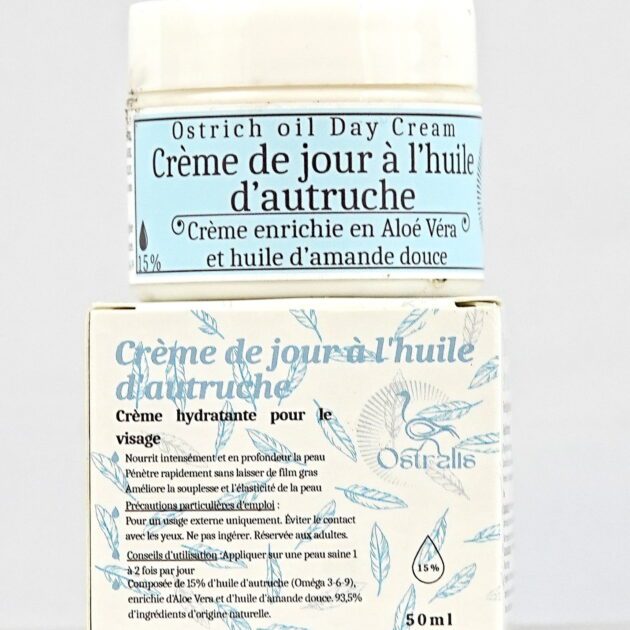 Ostrich oil Day Cream
Crème de jour à l'huile
d'autruche
Crème enrichie en Aloé Véra
et huile d'amande douce
15%
Crème de jour à l'huile
d'autruche
Crème hydratante pour le
visage
Nourrit intensément et en profondeur la peau
Pénètre rapidement sans laisser de film gras
Améliore la souplesse et l'élasticité de la peau
Précautions particulières d'emploi :
Pour un usage externe uniquement. Éviter le contact
avec les yeux. Ne pas ingérer. Réservée aux adultes.
Conseils d'utilisation :Appliquer sur une peau saine 1
à 2 fois par jour
Composée de 15% d'huile d'autruche (Oméga 3-6-9),
enrichie d'Aloe Vera et d'huile d'amande douce. 93,5%
d'ingrédients d'origine naturelle.
Ostralis
15%
50ml